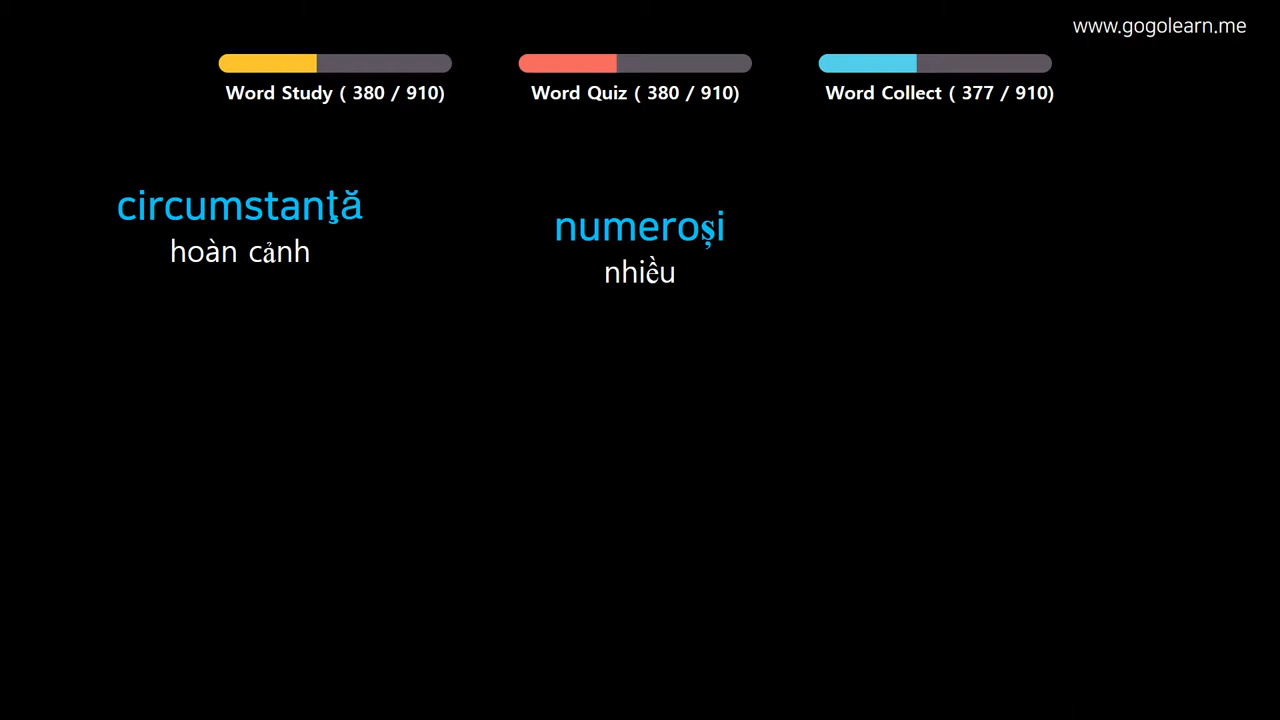 www.gogolearn.me
Word Study ( 380 / 910)
Word Quiz ( 380 / 910)
Word Collect ( 377 / 910)
circumstanţă
hoàn cảnh
numeroși
nhiều